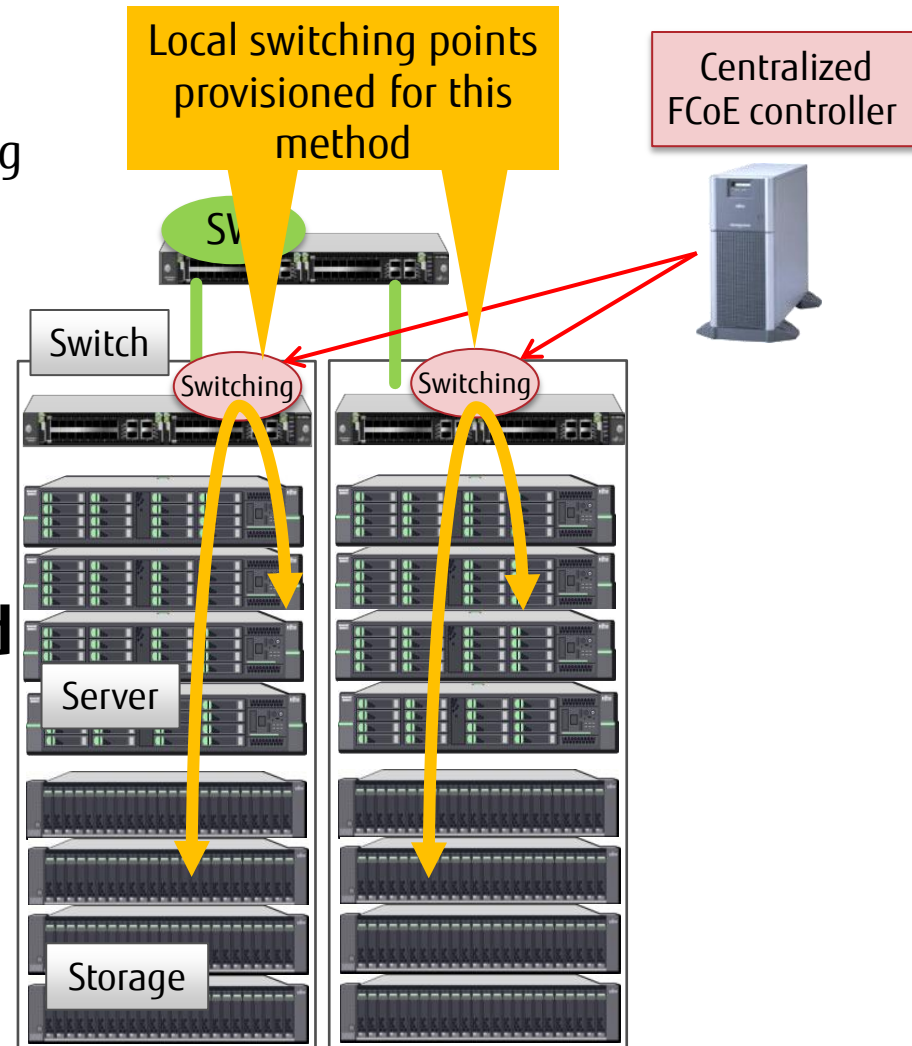 Local switching points
provisioned for this
method
Centralized
FCoE controller
g
Switch
Switching
Switching
d
Server
Storage